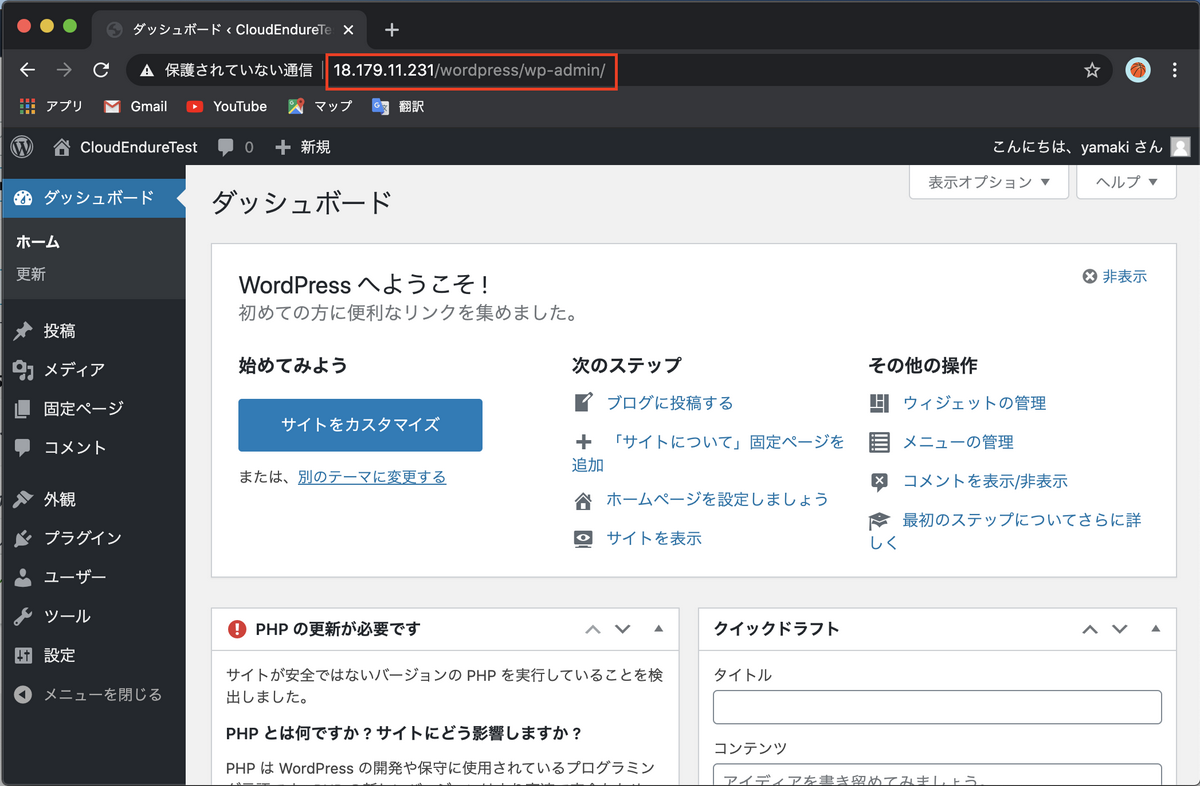 ダッシュボード ‹ CloudEndureTe
保護されていない通信 18.179.11.231/wordpress/wp-admin/
アプリ Gmail YouTube マップ 翻訳
CloudEndureTest 0 新規 こんにちは、yamaki さん
ダッシュボード
ホーム
更新
投稿
メディア
固定ページ
コメント
外観
プラグイン
ユーザー
ツール
設定
メニューを閉じる
表示オプション ▼ ヘルプ ▼
ダッシュボード
WordPress へようこそ !
非表示
初めての方に便利なリンクを集めました。
始めてみよう
サイトをカスタマイズ
または、別のテーマに変更する
次のステップ
ブログに投稿する
「サイトについて」固定ページを
追加
ホームページを設定しましょう
サイトを表示
その他の操作
ウィジェットの管理
メニューの管理
コメントを表示/非表示
最初のステップについてさらに詳
しく
PHP の更新が必要です
サイトが安全ではないバージョンの PHP を実行していることを検
出しました。
PHP とは何ですか ? サイトにどう影響しますか ?
PHP は WordPress の開発や保守に使用されているプログラミン
クイックドラフト
タイトル
コンテンツ
アイディアを書き留めてみましょう。